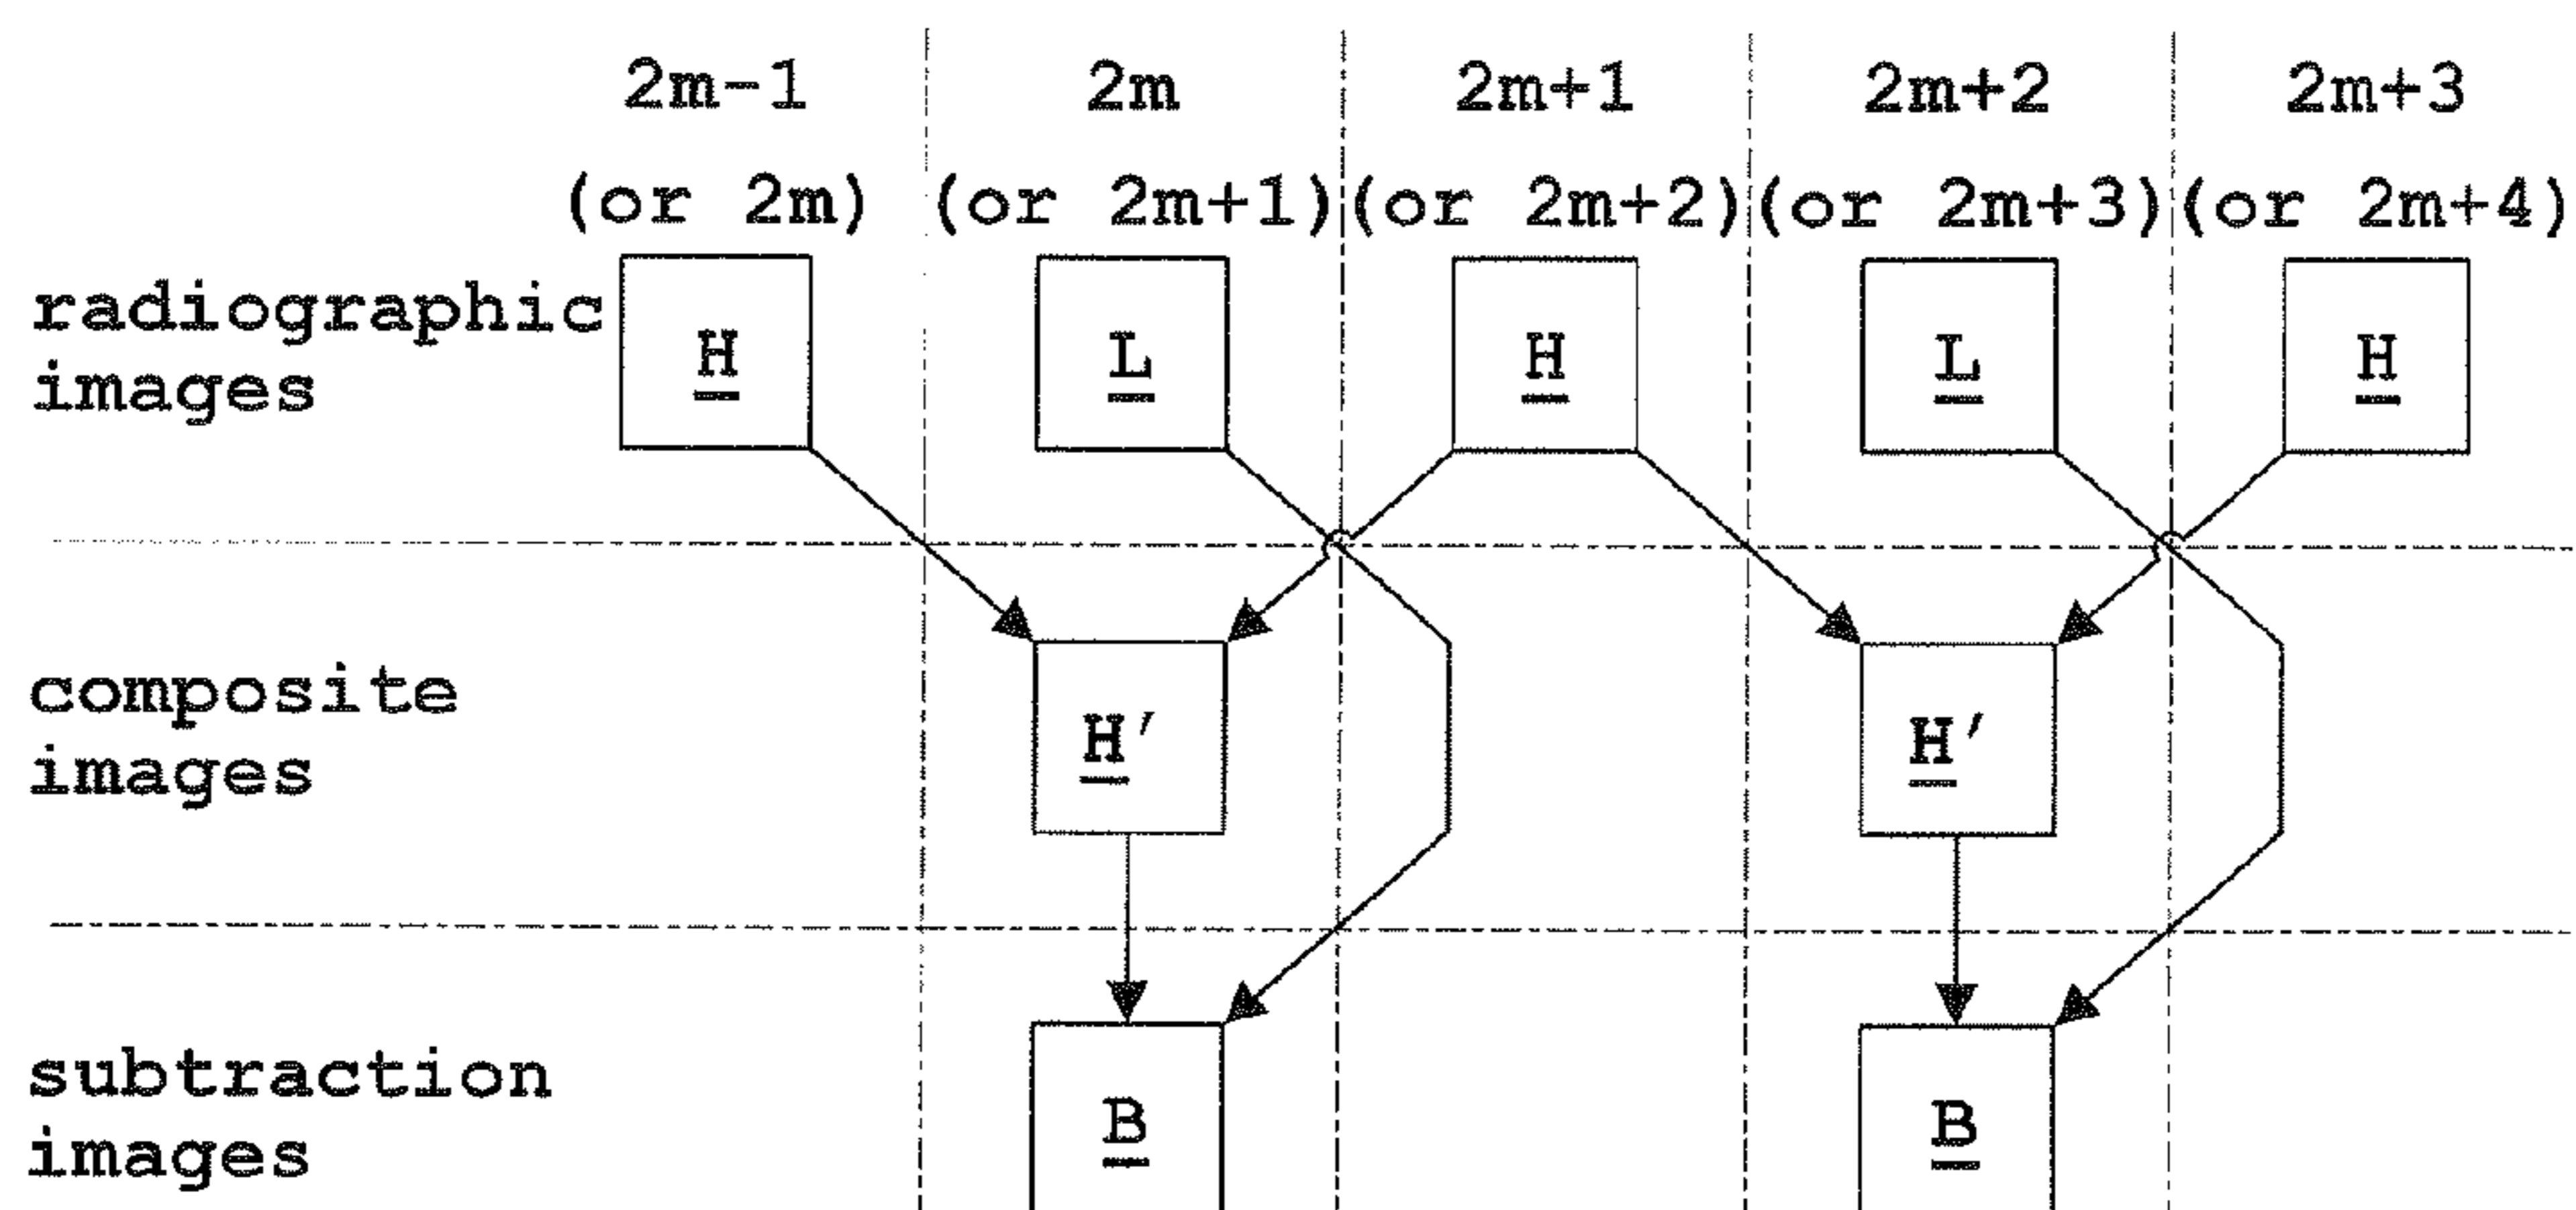 2m-1 2m 2m+1 2m+2 2m+3
(or 2m) (or 2m+1) (or 2m+2) (or 2m+3) (or 2m+4)
radiographic
images
H L H L H
composite
images
H' H'
subtraction
images
B B